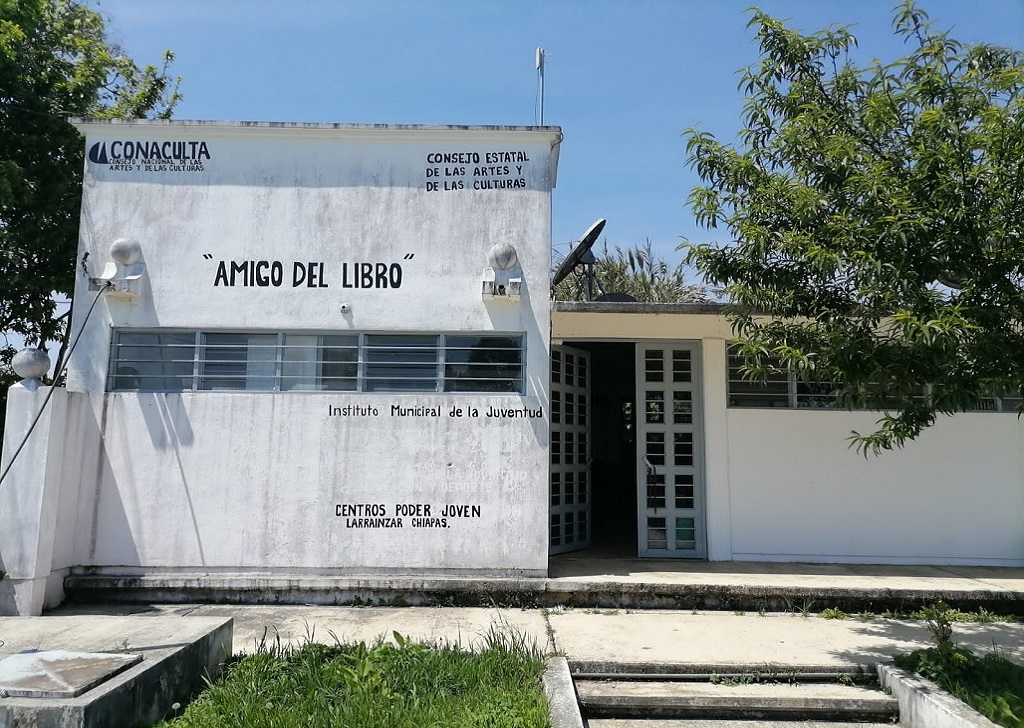 CONACULTA
CONSEJO NACIONAL DE LAS
ARTES Y DE LAS CULTURAS
CONSEJO ESTATAL
DE LAS ARTES Y
DE LAS CULTURAS
"AMIGO DEL LIBRO"
Instituto Municipal de la Juventud
CENTROS PODER JOVEN
LARRAINZAR CHIAPAS.